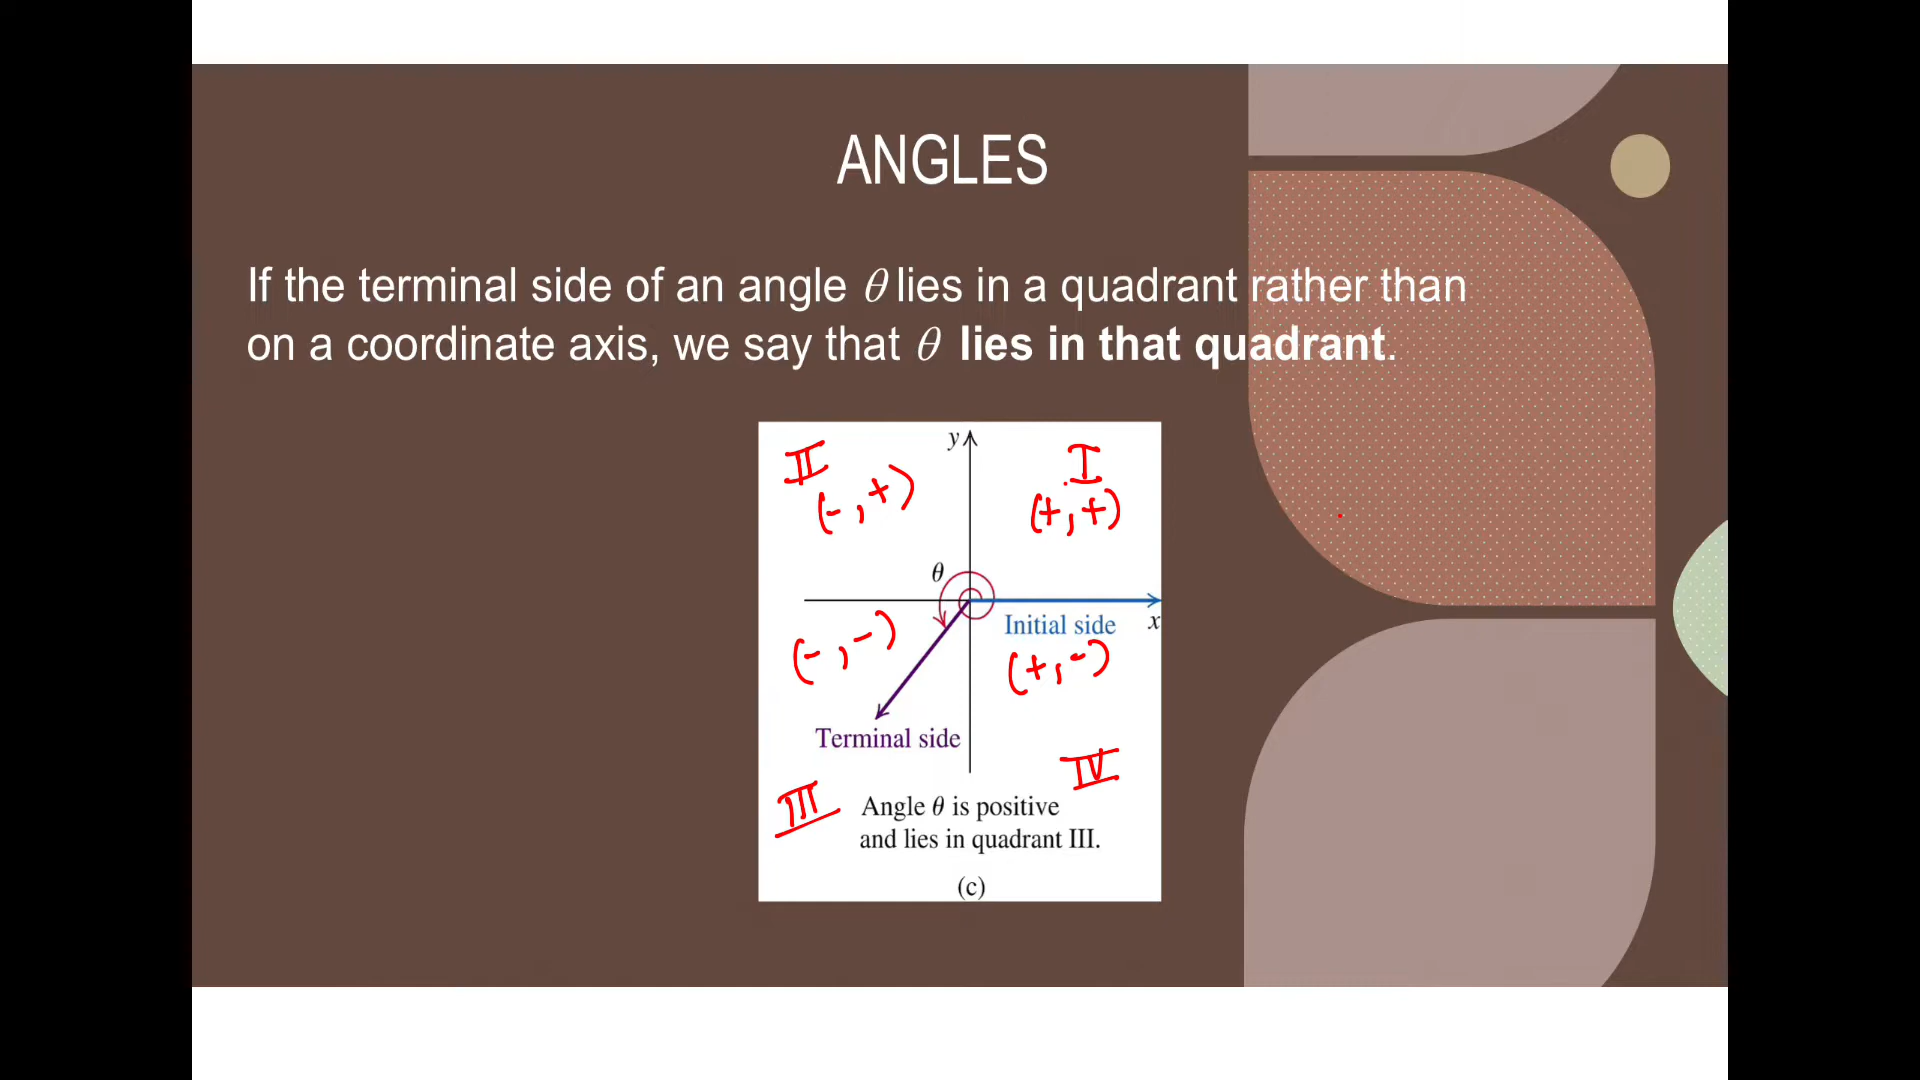 ANGLES
If the terminal side of an angle θ lies in a quadrant rather than
on a coordinate axis, we say that θ lies in that quadrant.
y
II
I
(-,+)
(+,+)
θ
Initial side
x
(-,-)
(+,-)
Terminal side
IV
III
Angle θ is positive
and lies in quadrant III.
(c)